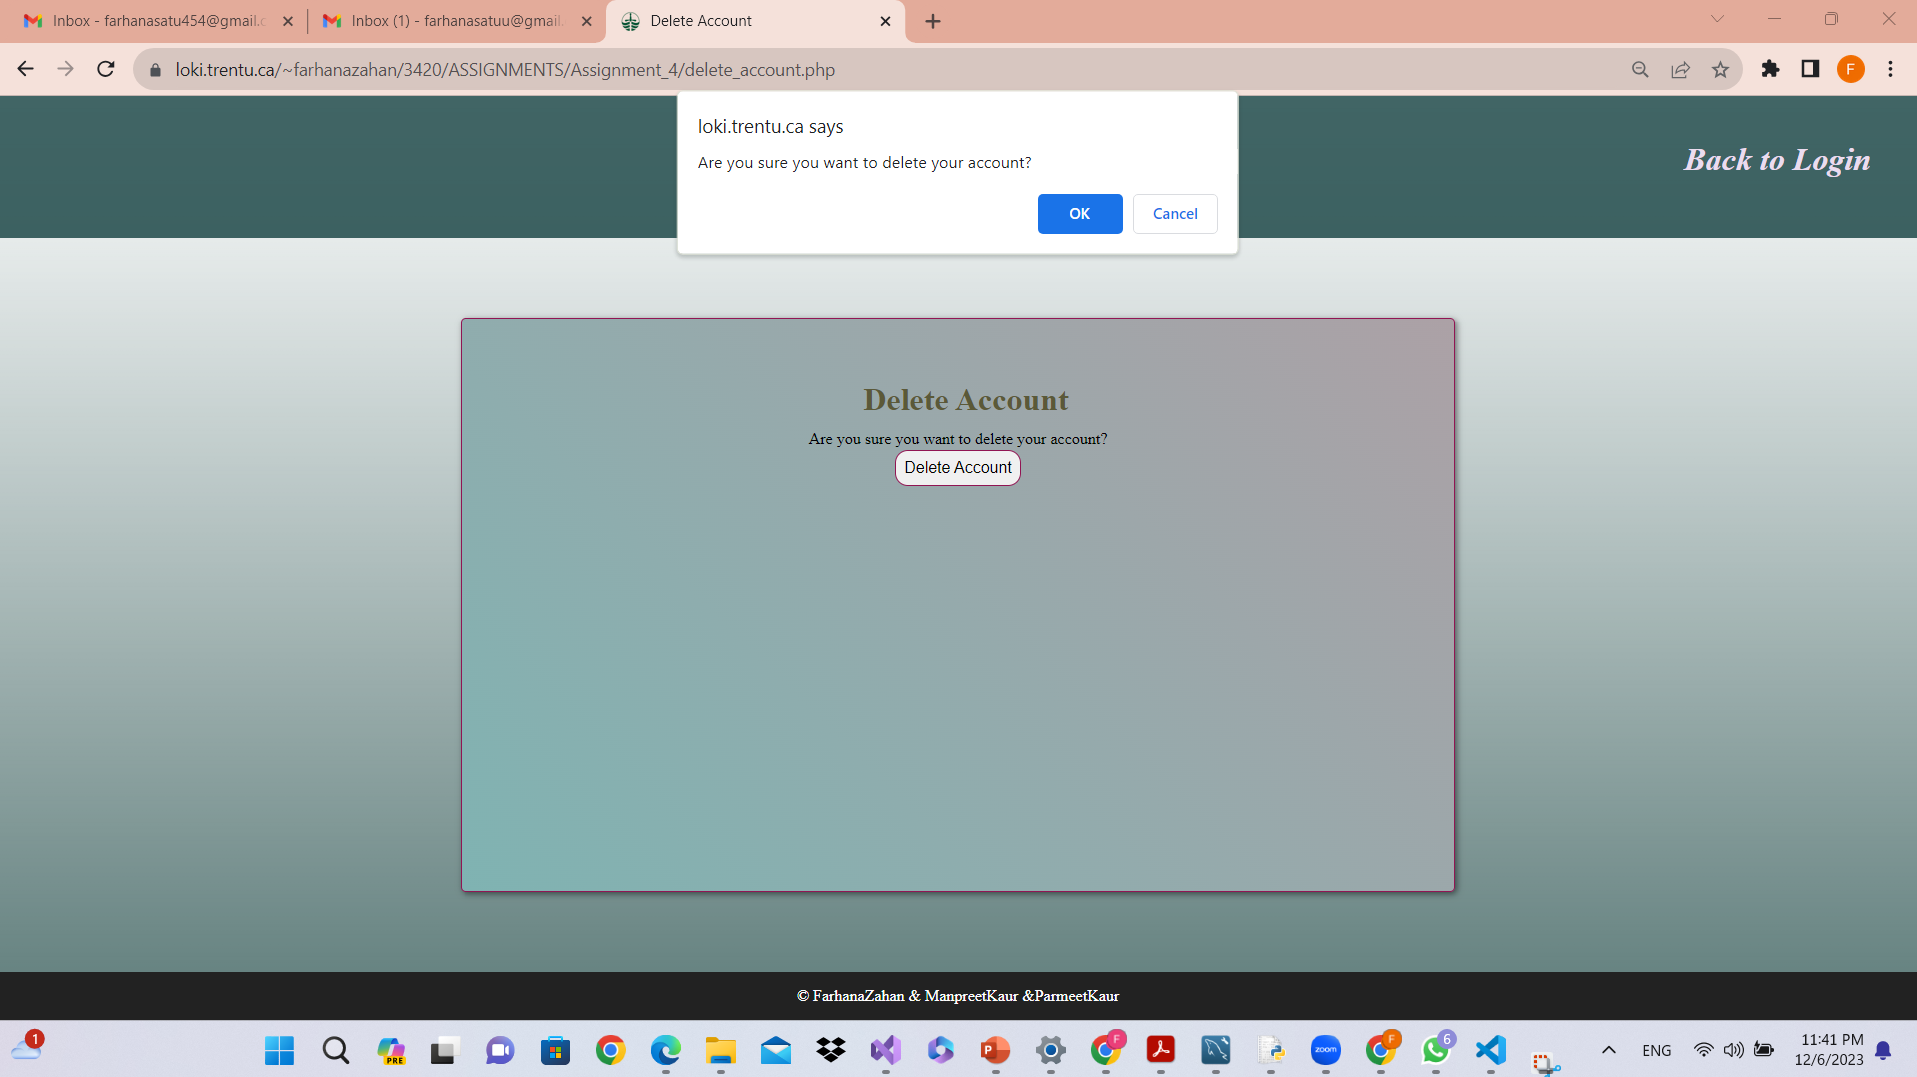 Inbox - farhanasatu454@gmail.c
Inbox (1) - farhanasatuu@gmail.
Delete Account
loki.trentu.ca/~farhanazahan/3420/ASSIGNMENTS/Assignment_4/delete_account.php
F
loki.trentu.ca says
Are you sure you want to delete your account?
OK
Cancel
Back to Login
Delete Account
Are you sure you want to delete your account?
Delete Account
© FarhanaZahan & ManpreetKaur &ParmeetKaur
1
PRE
P
F
zoom
F
6
ENG
11:41 PM
12/6/2023